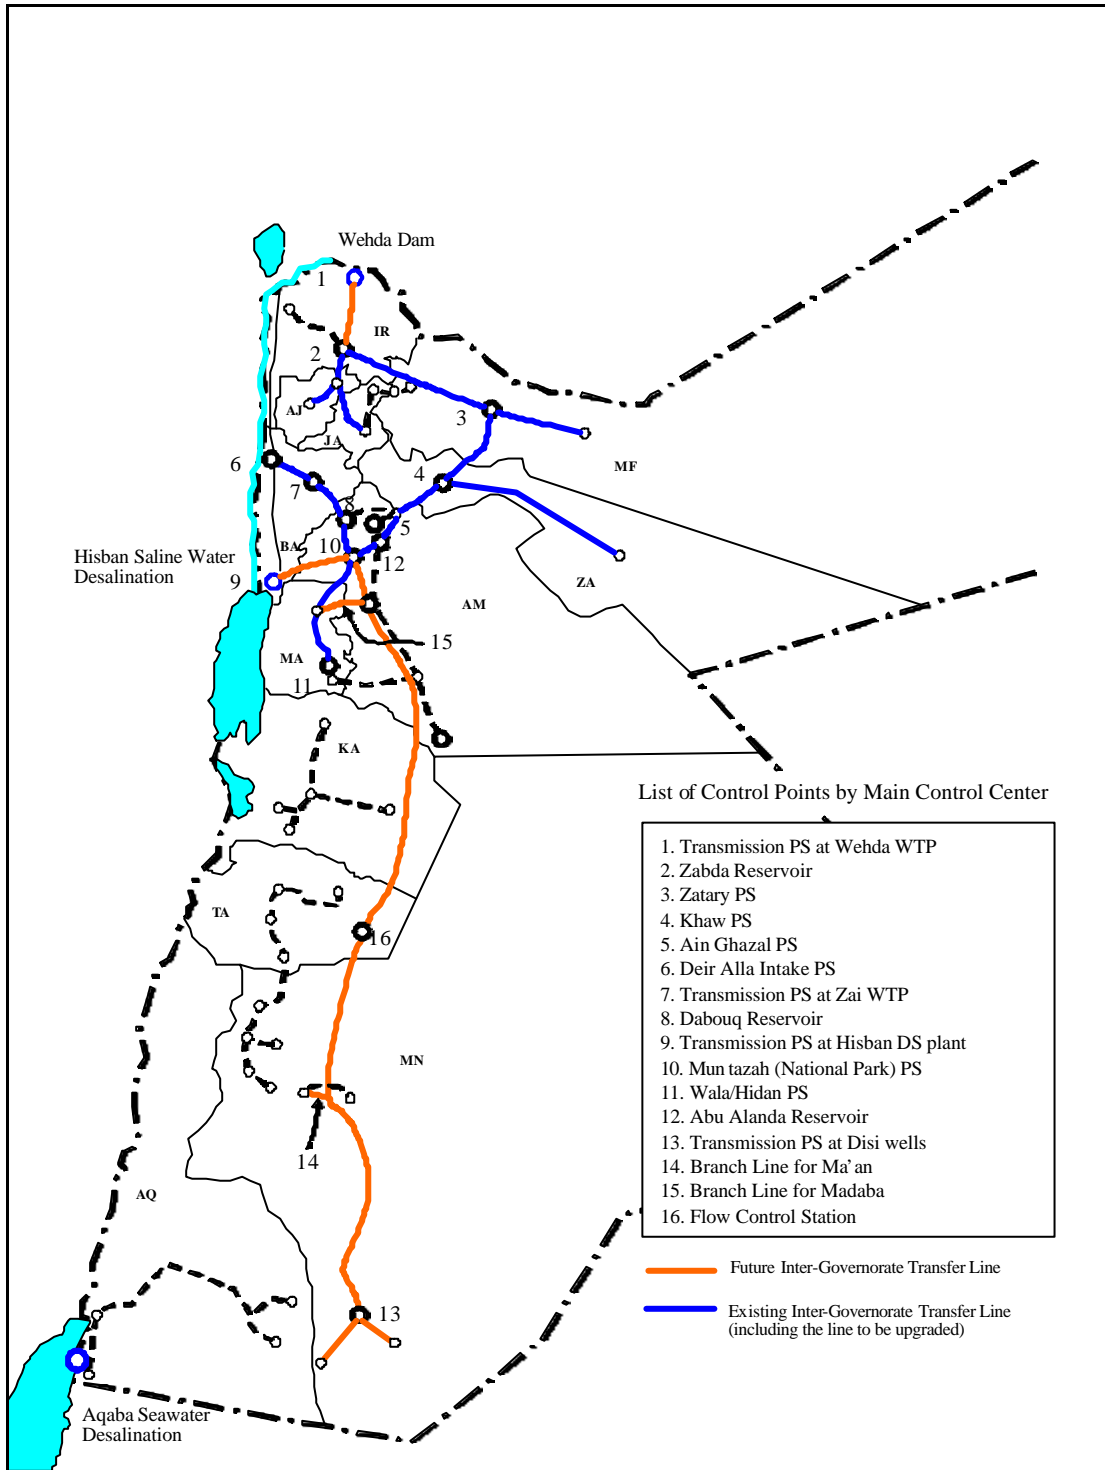 Wehda Dam
1
IR
2
AJ
3
JA
6
4
MF
7
8
5
BA
10
Hisban Saline Water
Desalination
12
9
ZA
AM
15
MA
11
KA
List of Control Points by Main Control Center
1. Transmission PS at Wehda WTP
2. Zabda Reservoir
3. Zatary PS
4. Khaw PS
5. Ain Ghazal PS
6. Deir Alla Intake PS
7. Transmission PS at Zai WTP
8. Dabouq Reservoir
9. Transmission PS at Hisban DS plant
10. Mun tazah (National Park) PS
11. Wala/Hidan PS
12. Abu Alanda Reservoir
13. Transmission PS at Disi wells
14. Branch Line for Ma'an
15. Branch Line for Madaba
16. Flow Control Station
TA
16
MN
14
AQ
Future Inter-Governorate Transfer Line
Existing Inter-Governorate Transfer Line
(including the line to be upgraded)
13
Aqaba Seawater
Desalination